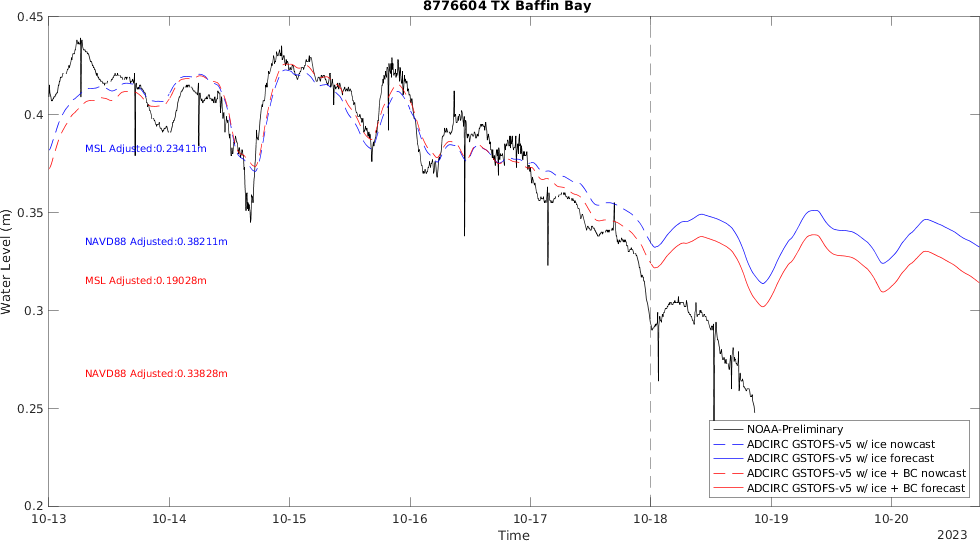 8776604 TX Baffin Bay
0.45
0.4
0.35
0.3
0.25
0.2
Water Level (m)
MSL Adjusted:0.23411m
NAVD88 Adjusted:0.38211m
MSL Adjusted:0.19028m
NAVD88 Adjusted:0.33828m
NOAA-Preliminary
ADCIRC GSTOFS-v5 w/ ice nowcast
ADCIRC GSTOFS-v5 w/ ice forecast
ADCIRC GSTOFS-v5 w/ ice + BC nowcast
ADCIRC GSTOFS-v5 w/ ice + BC forecast
10-13 10-14 10-15 10-16 10-17 10-18 10-19 10-20
Time
2023